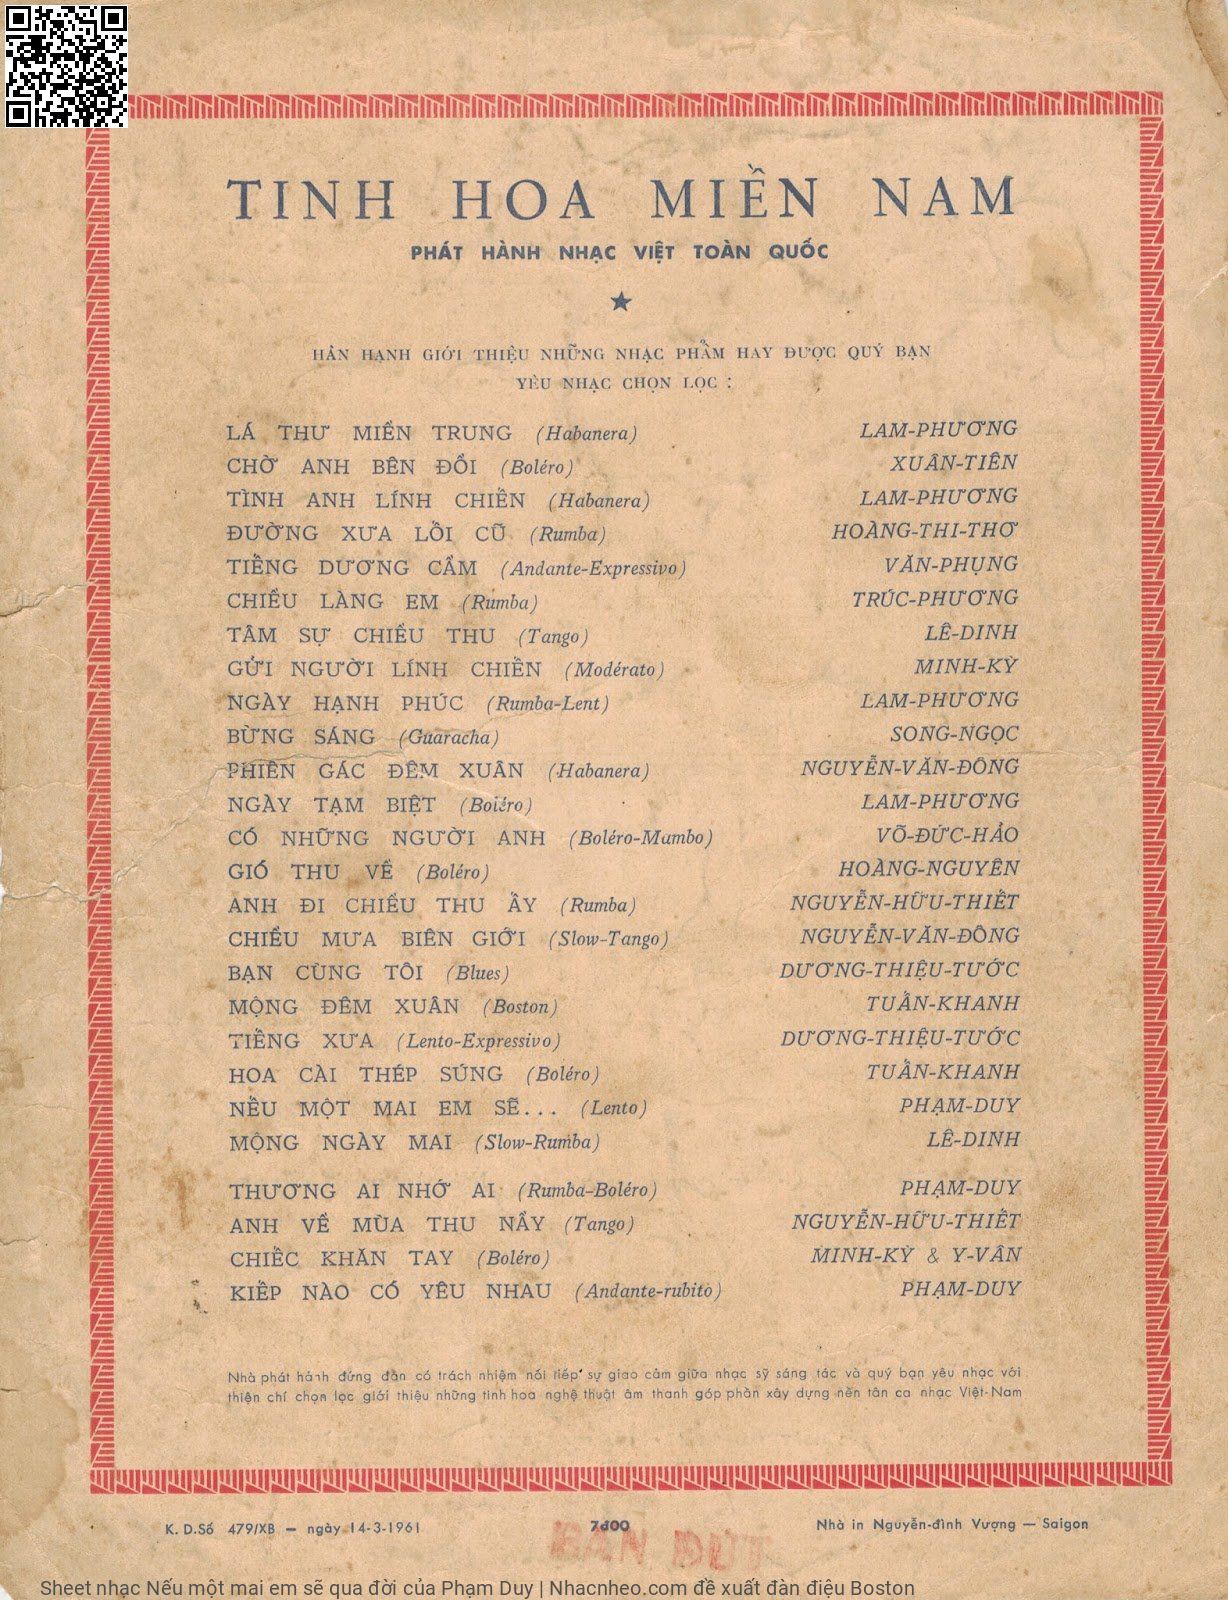 TINH HOA MIỀN NAM
PHÁT HÀNH NHẠC VIỆT TOÀN QUỐC
HÂN HẠNH GIỚI THIỆU NHỮNG NHẠC PHẨM HAY ĐƯỢC QUÝ BẠN
YÊU NHẠC CHỌN LỌC :
LÁ THƯ MIỀN TRUNG (Habanera) LAM-PHƯƠNG
CHỜ ANH BÊN ĐỒI (Boléro) XUÂN-TIÊN
TÌNH ANH LÍNH CHIẾN (Habanera) LAM-PHƯƠNG
ĐƯỜNG XƯA LỐI CŨ (Rumba) HOÀNG-THI-THƠ
TIẾNG DƯƠNG CẦM (Andante-Expressivo) VĂN-PHỤNG
CHIỀU LÀNG EM (Rumba) TRÚC-PHƯƠNG
TÂM SỰ CHIỀU THU (Tango) LÊ-DINH
GỬI NGƯỜI LÍNH CHIẾN (Modérato) MINH-KỲ
NGÀY HẠNH PHÚC (Rumba-Lent) LAM-PHƯƠNG
BỪNG SÁNG (Guaracha) SONG-NGỌC
PHIÊN GÁC ĐÊM XUÂN (Habanera) NGUYỄN-VĂN-ĐÔNG
NGÀY TẠM BIỆT (Boléro) LAM-PHƯƠNG
CÓ NHỮNG NGƯỜI ANH (Boléro-Mambo) VÕ-ĐỨC-HẢO
GIÓ THU VỀ (Boléro) HOÀNG-NGUYÊN
ANH ĐI CHIỀU THU ẤY (Rumba) NGUYỄN-HỮU-THIẾT
CHIỀU MƯA BIÊN GIỚI (Slow-Tango) NGUYỄN-VĂN-ĐÔNG
BẠN CÙNG TÔI (Blues) DƯƠNG-THIỆU-TƯỚC
MỘNG ĐÊM XUÂN (Boston) TUẤN-KHANH
TIẾNG XƯA (Lento-Expressivo) DƯƠNG-THIỆU-TƯỚC
HOA CÀI THÉP SÚNG (Boléro) TUẤN-KHANH
NẾU MỘT MAI EM SẼ... (Lento) PHẠM-DUY
MỘNG NGÀY MAI (Slow-Rumba) LÊ-DINH
THƯƠNG AI NHỚ AI (Rumba-Boléro) PHẠM-DUY
ANH VỀ MÙA THU NẦY (Tango) NGUYỄN-HỮU-THIẾT
CHIẾC KHĂN TAY (Boléro) MINH-KỲ & Y-VÂN
KIẾP NÀO CÓ YÊU NHAU (Andante-rubito) PHẠM-DUY
Nhà phát hành đứng đắn có trách nhiệm nối tiếp sự giao cảm giữa nhạc sỹ sáng tác và quý bạn yêu nhạc với
thiện chí chọn lọc giới thiệu những tinh hoa nghệ thuật âm thanh góp phần xây dựng nền tân ca nhạc Việt-Nam
K. D. Số 479/XB — ngày 14-3-1961 7đ00 Nhà in Nguyễn-đình Vượng — Saigon
BẢN ĐỨT
Sheet nhạc Nếu một mai em sẽ qua đời của Phạm Duy | Nhacnheo.com đề xuất đàn điệu Boston